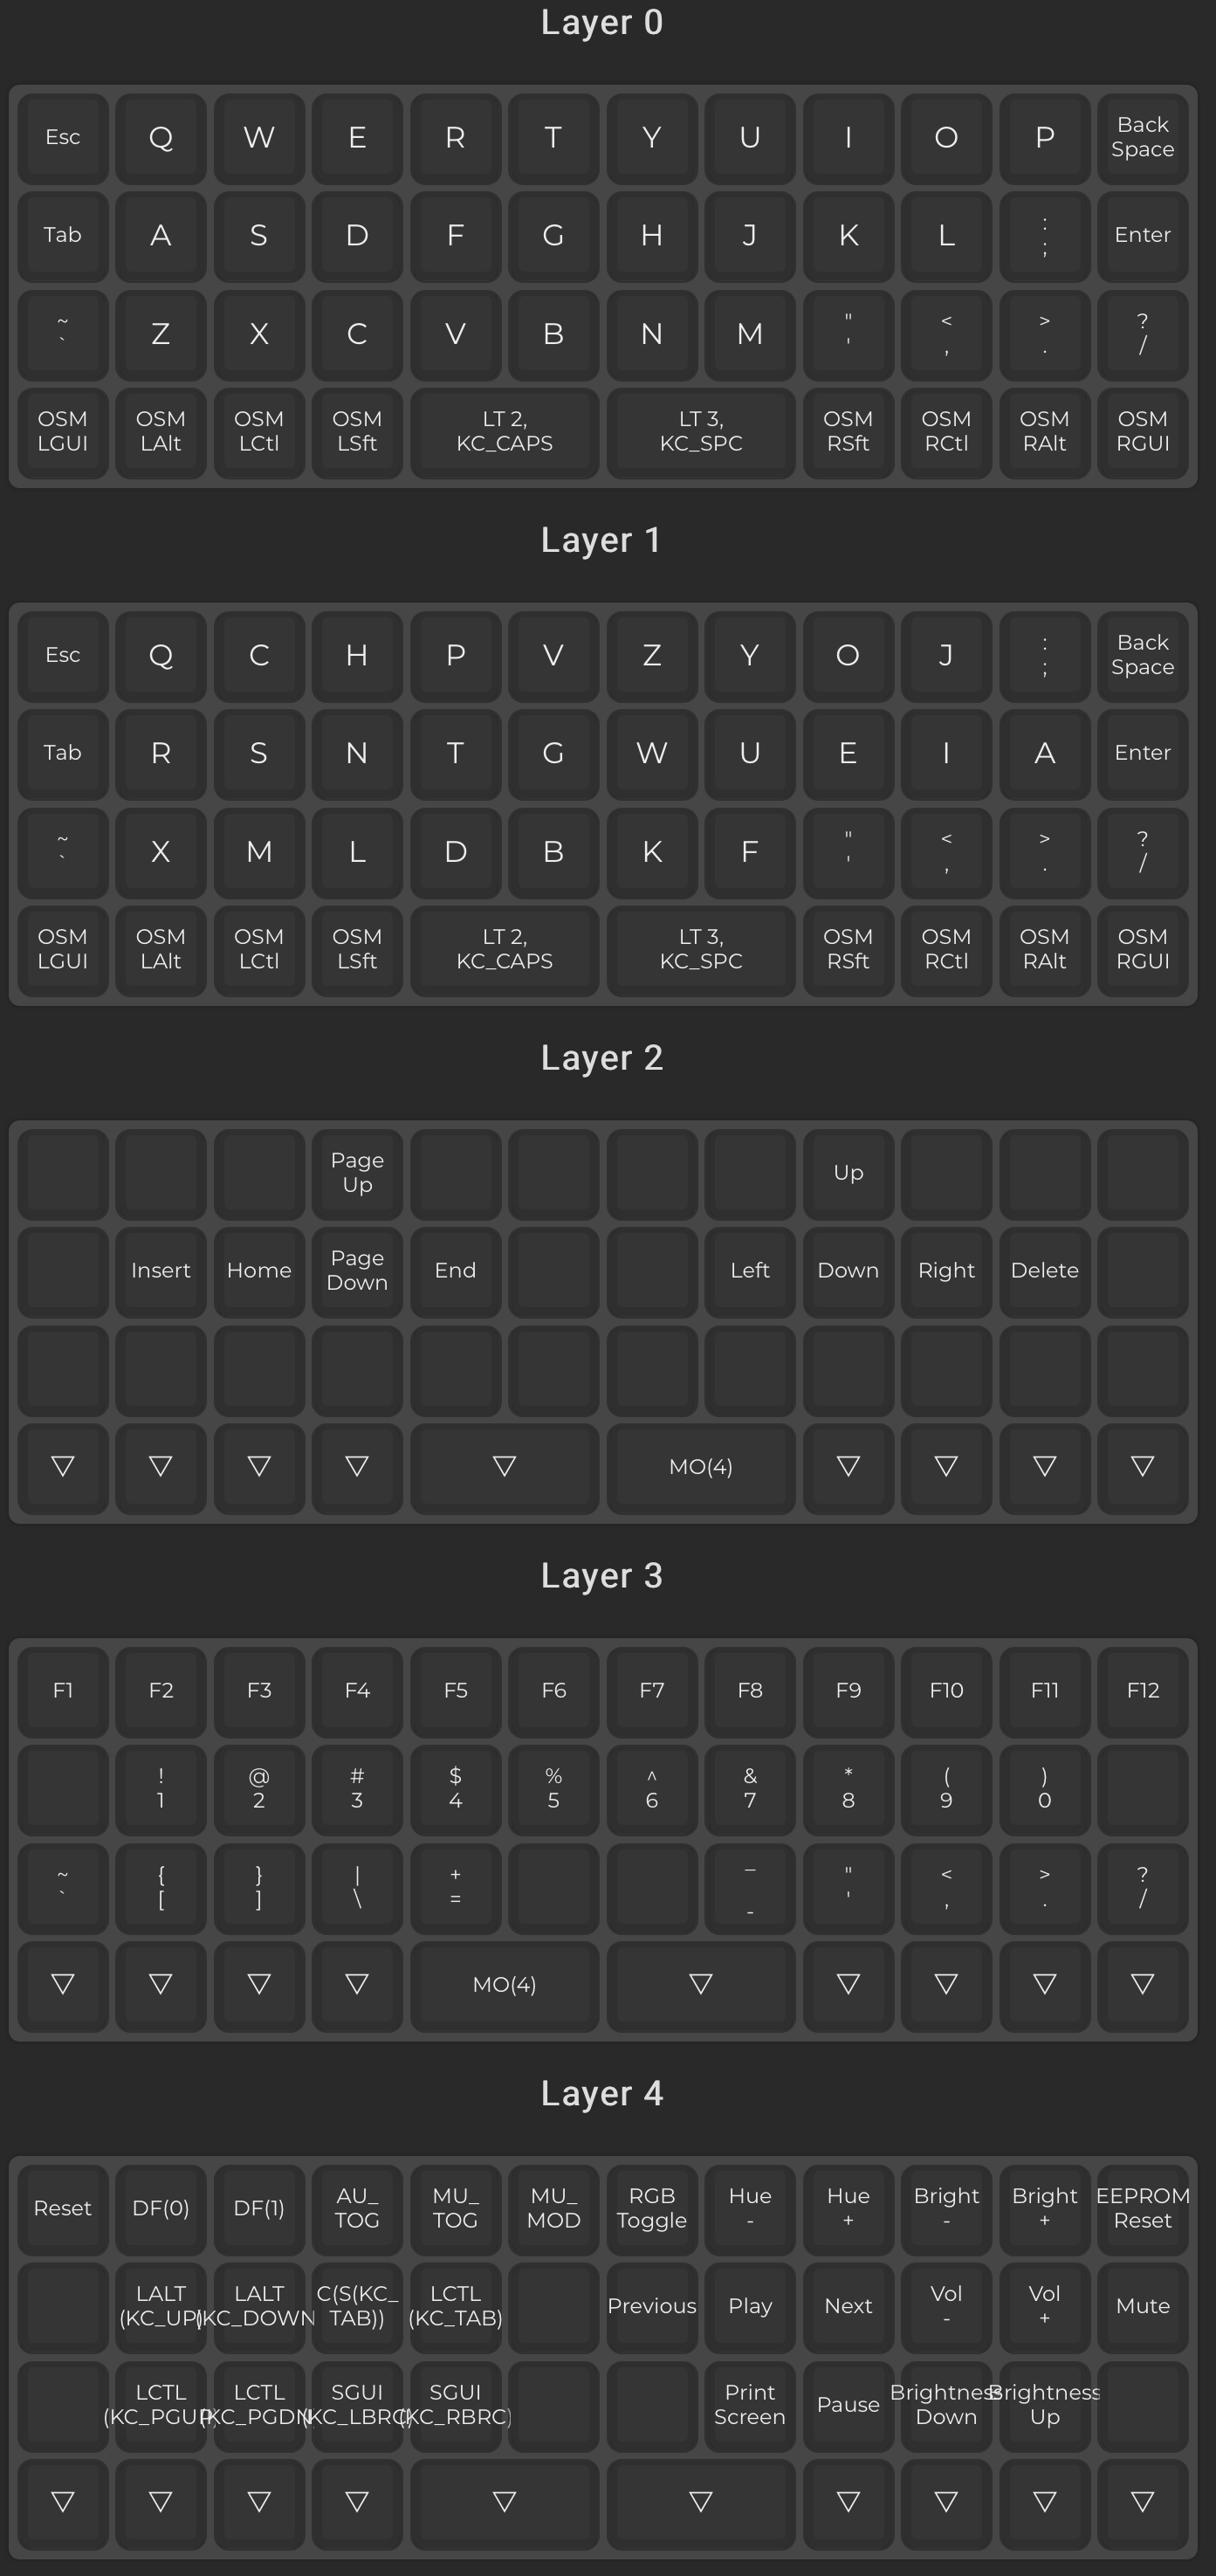 Layer 0
Esc Q W E R T Y U I O P Back Space
Tab A S D F G H J K L : ; Enter
~ ` Z X C V B N M " ' < , > . ? /
OSM LGUI OSM LAlt OSM LCtl OSM LSft LT 2, KC_CAPS LT 3, KC_SPC OSM RSft OSM RCtl OSM RAlt OSM RGUI
Layer 1
Esc Q C H P V Z Y O J : ; Back Space
Tab R S N T G W U E I A Enter
~ ` X M L D B K F " ' < , > . ? /
OSM LGUI OSM LAlt OSM LCtl OSM LSft LT 2, KC_CAPS LT 3, KC_SPC OSM RSft OSM RCtl OSM RAlt OSM RGUI
Layer 2
Page Up Up
Insert Home Page Down End Left Down Right Delete
▽ ▽ ▽ ▽ ▽ MO(4) ▽ ▽ ▽ ▽
Layer 3
F1 F2 F3 F4 F5 F6 F7 F8 F9 F10 F11 F12
! 1 @ 2 # 3 $ 4 % 5 ^ 6 & 7 * 8 ( 9 ) 0
~ ` { [ } ] | \ + = _ - " ' < , > . ? /
▽ ▽ ▽ ▽ MO(4) ▽ ▽ ▽ ▽ ▽
Layer 4
Reset DF(0) DF(1) AU_ TOG MU_ TOG MU_ MOD RGB Toggle Hue - Hue + Bright - Bright + EEPROM Reset
LALT (KC_UP) LALT (KC_DOWN) C(S(KC_ TAB)) LCTL (KC_TAB) Previous Play Next Vol - Vol + Mute
LCTL (KC_PGUP) LCTL (KC_PGDN) SGUI (KC_LBRC) SGUI (KC_RBRC) Print Screen Pause Brightness Down Brightness Up
▽ ▽ ▽ ▽ ▽ ▽ ▽ ▽ ▽ ▽